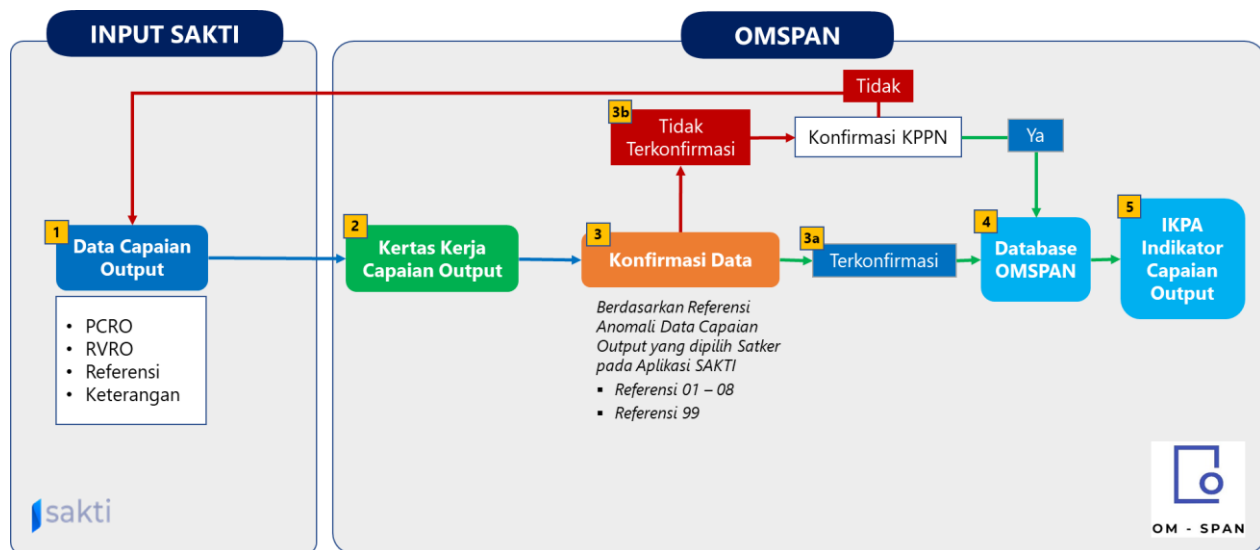 INPUT SAKTI
OMSPAN
Tidak
3b
Tidak
Terkonfirmasi
Konfirmasi KPPN
Ya
1
Data Capaian
Output
2
Kertas Kerja
Capaian Output
3
Konfirmasi Data
3a
Terkonfirmasi
4
Database
OMSPAN
5
IKPA
Indikator
Capaian
Output
• PCRO
• RVRO
• Referensi
• Keterangan
Berdasarkan Referensi
Anomali Data Capaian
Output yang dipilih Satker
pada Aplikasi SAKTI
▪ Referensi 01 – 08
▪ Referensi 99
sakti
OM - SPAN